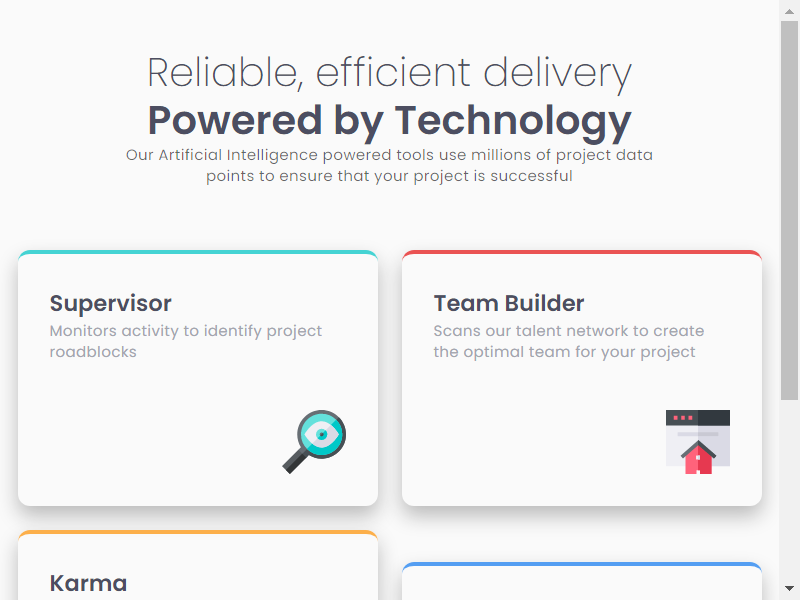 Reliable, efficient delivery
Powered by Technology
Our Artificial Intelligence powered tools use millions of project data
points to ensure that your project is successful
Supervisor
Monitors activity to identify project
roadblocks
Team Builder
Scans our talent network to create
the optimal team for your project
Karma